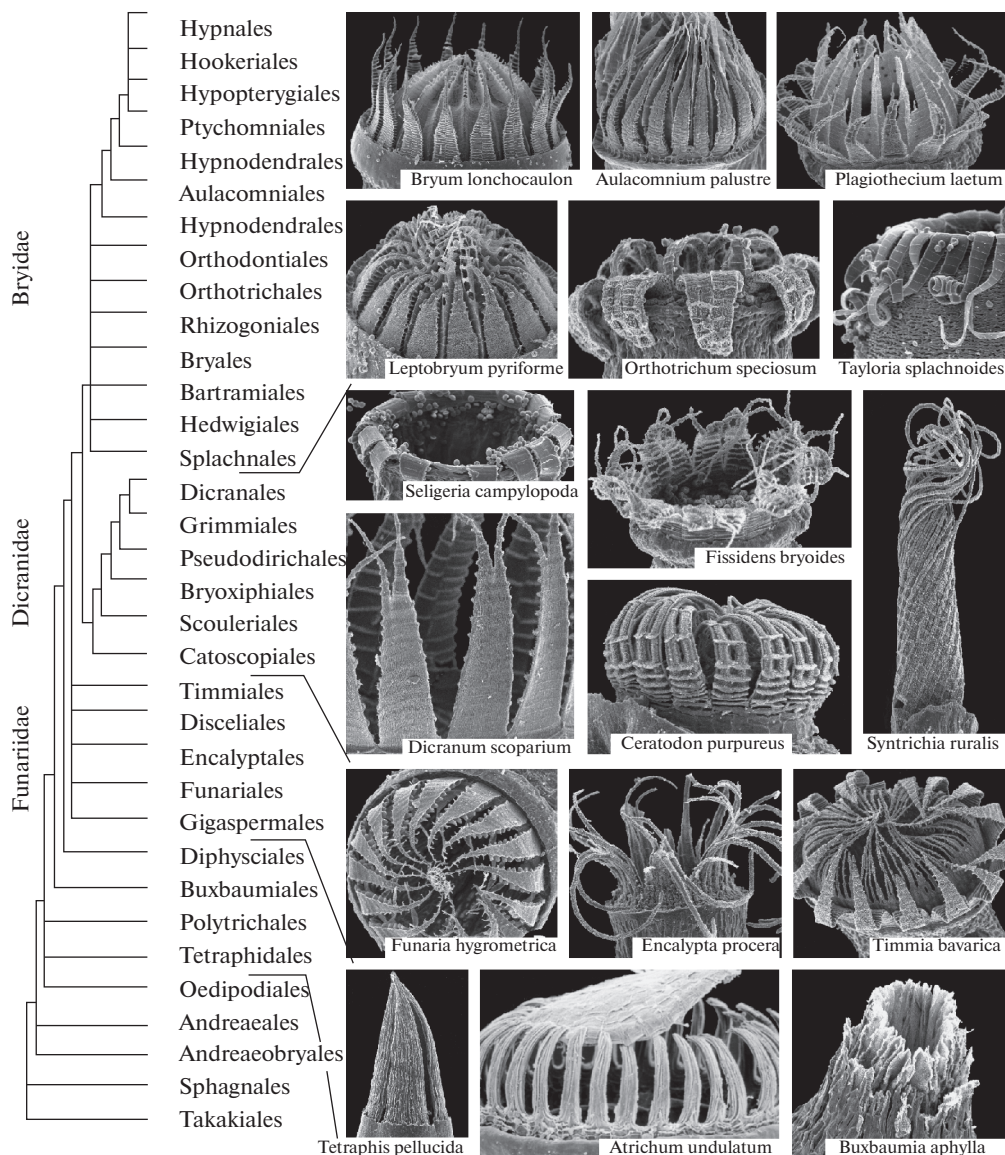 Bryidae
Dicranidae
Funariidae
Hypnales
Hookeriales
Hypopterygiales
Ptychomniales
Hypnodendrales
Aulacomniales
Hypnodendrales
Orthodontiales
Orthotrichales
Rhizogoniales
Bryales
Bartramiales
Hedwigiales
Splachnales
Dicranales
Grimmiales
Pseudodirichales
Bryoxiphiales
Scouleriales
Catoscopiales
Timmiales
Disceliales
Encalyptales
Funariales
Gigaspermales
Diphysciales
Buxbaumiales
Polytrichales
Tetraphidales
Oedipodiales
Andreaeales
Andreaeobryales
Sphagnales
Takakiales
Bryum lonchocaulon
Aulacomnium palustre
Plagiothecium laetum
Leptobryum pyriforme
Orthotrichum speciosum
Tayloria splachnoides
Seligeria campylopoda
Fissidens bryoides
Dicranum scoparium
Ceratodon purpureus
Syntrichia ruralis
Funaria hygrometrica
Encalypta procera
Timmia bavarica
Tetraphis pellucida
Atrichum undulatum
Buxbaumia aphylla